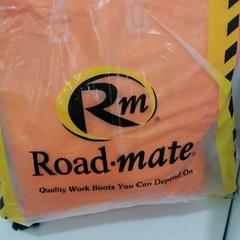 Rm®
Road·mate®
Quality Work Boots You Can Depend On